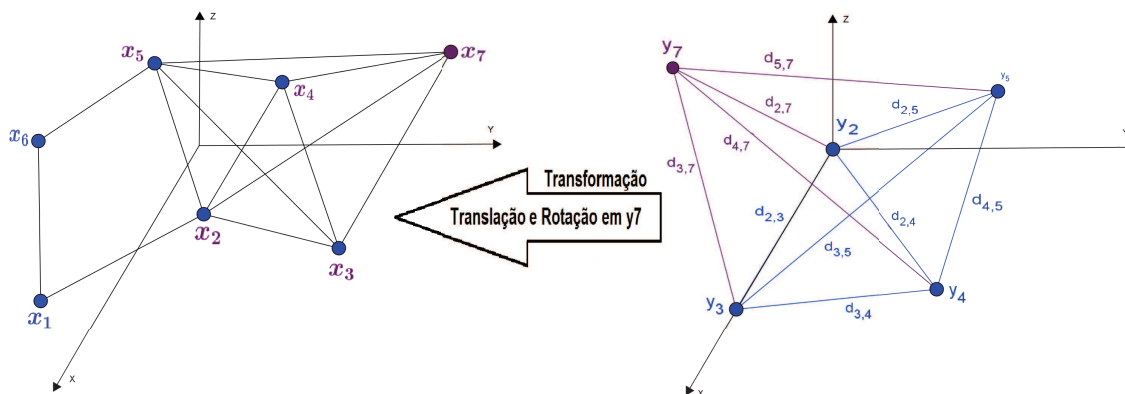 Z
x₅
x₇
x₄
x₆
Y
x₂
x₃
x₁
X
Transformação
Translação e Rotação em y7
Z
y₇
d₅,₇
y₅
d₂,₇
d₂,₅
y₂
d₄,₇
d₃,₇
d₂,₃
d₂,₄
d₄,₅
d₃,₅
y₃
y₄
d₃,₄